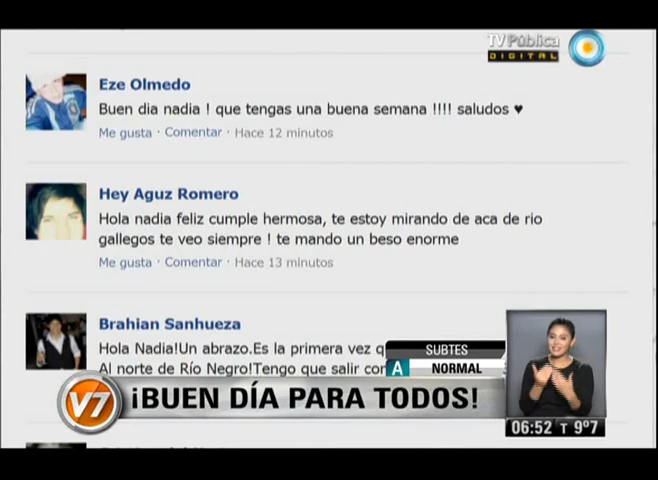 TV Pública
DIGITAL
Eze Olmedo
Buen dia nadia ! que tengas una buena semana !!!! saludos ♥
Me gusta · Comentar · Hace 12 minutos
Hey Aguz Romero
Hola nadia feliz cumple hermosa, te estoy mirando de aca de rio
gallegos te veo siempre ! te mando un beso enorme
Me gusta · Comentar · Hace 13 minutos
Brahian Sanhueza
Hola Nadia!Un abrazo.Es la primera vez
Al norte de Río Negro!Tengo que salir
SUBTES
A NORMAL
V7
¡BUEN DÍA PARA TODOS!
06:52 T 9º7